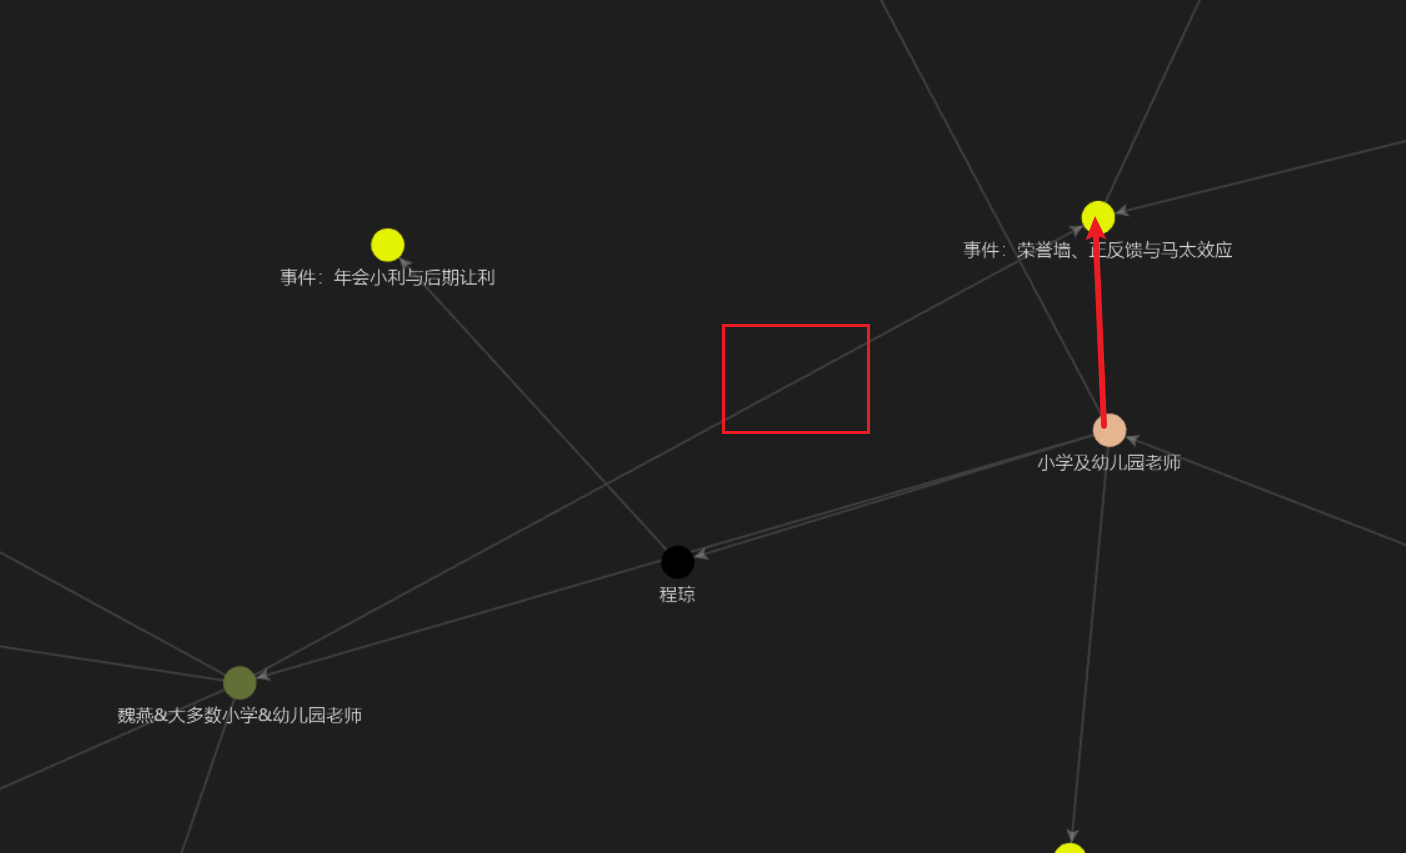 事件：荣誉墙、正反馈与马太效应
事件：年会小利与后期让利
小学及幼儿园老师
程琼
魏燕&大多数小学&幼儿园老师